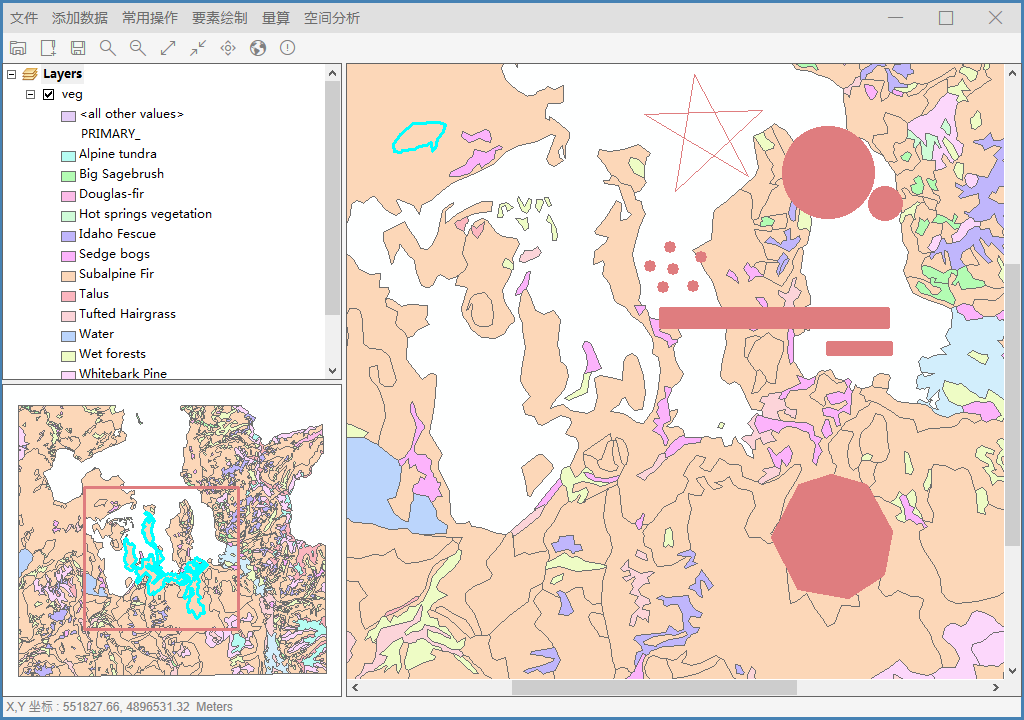 文件 添加数据 常用操作 要素绘制 量算 空间分析
Layers
veg
<all other values>
PRIMARY_
Alpine tundra
Big Sagebrush
Douglas-fir
Hot springs vegetation
Idaho Fescue
Sedge bogs
Subalpine Fir
Talus
Tufted Hairgrass
Water
Wet forests
Whitebark Pine
X,Y 坐标 : 551827.66, 4896531.32 Meters